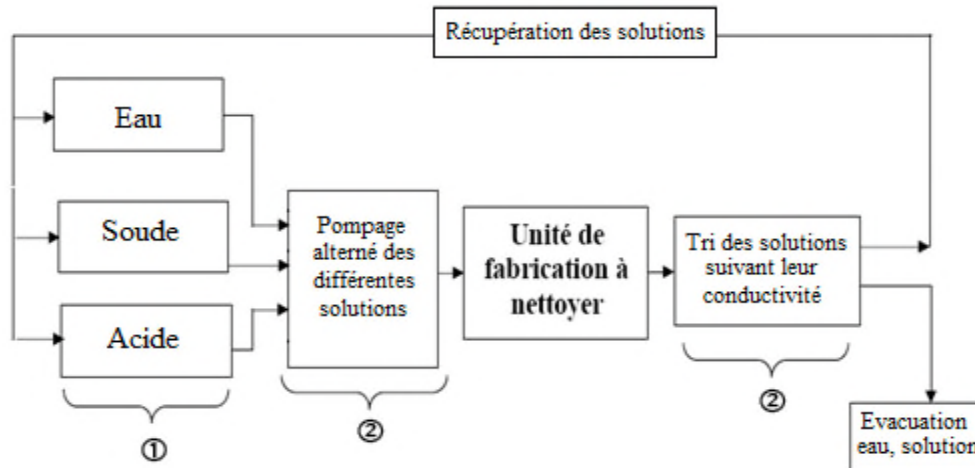 Récupération des solutions
Eau
Soude
Acide
①
Pompage
alterné des
différentes
solutions
②
Unité de
fabrication à
nettoyer
Tri des solutions
suivant leur
conductivité
②
Evacuation
eau, solution